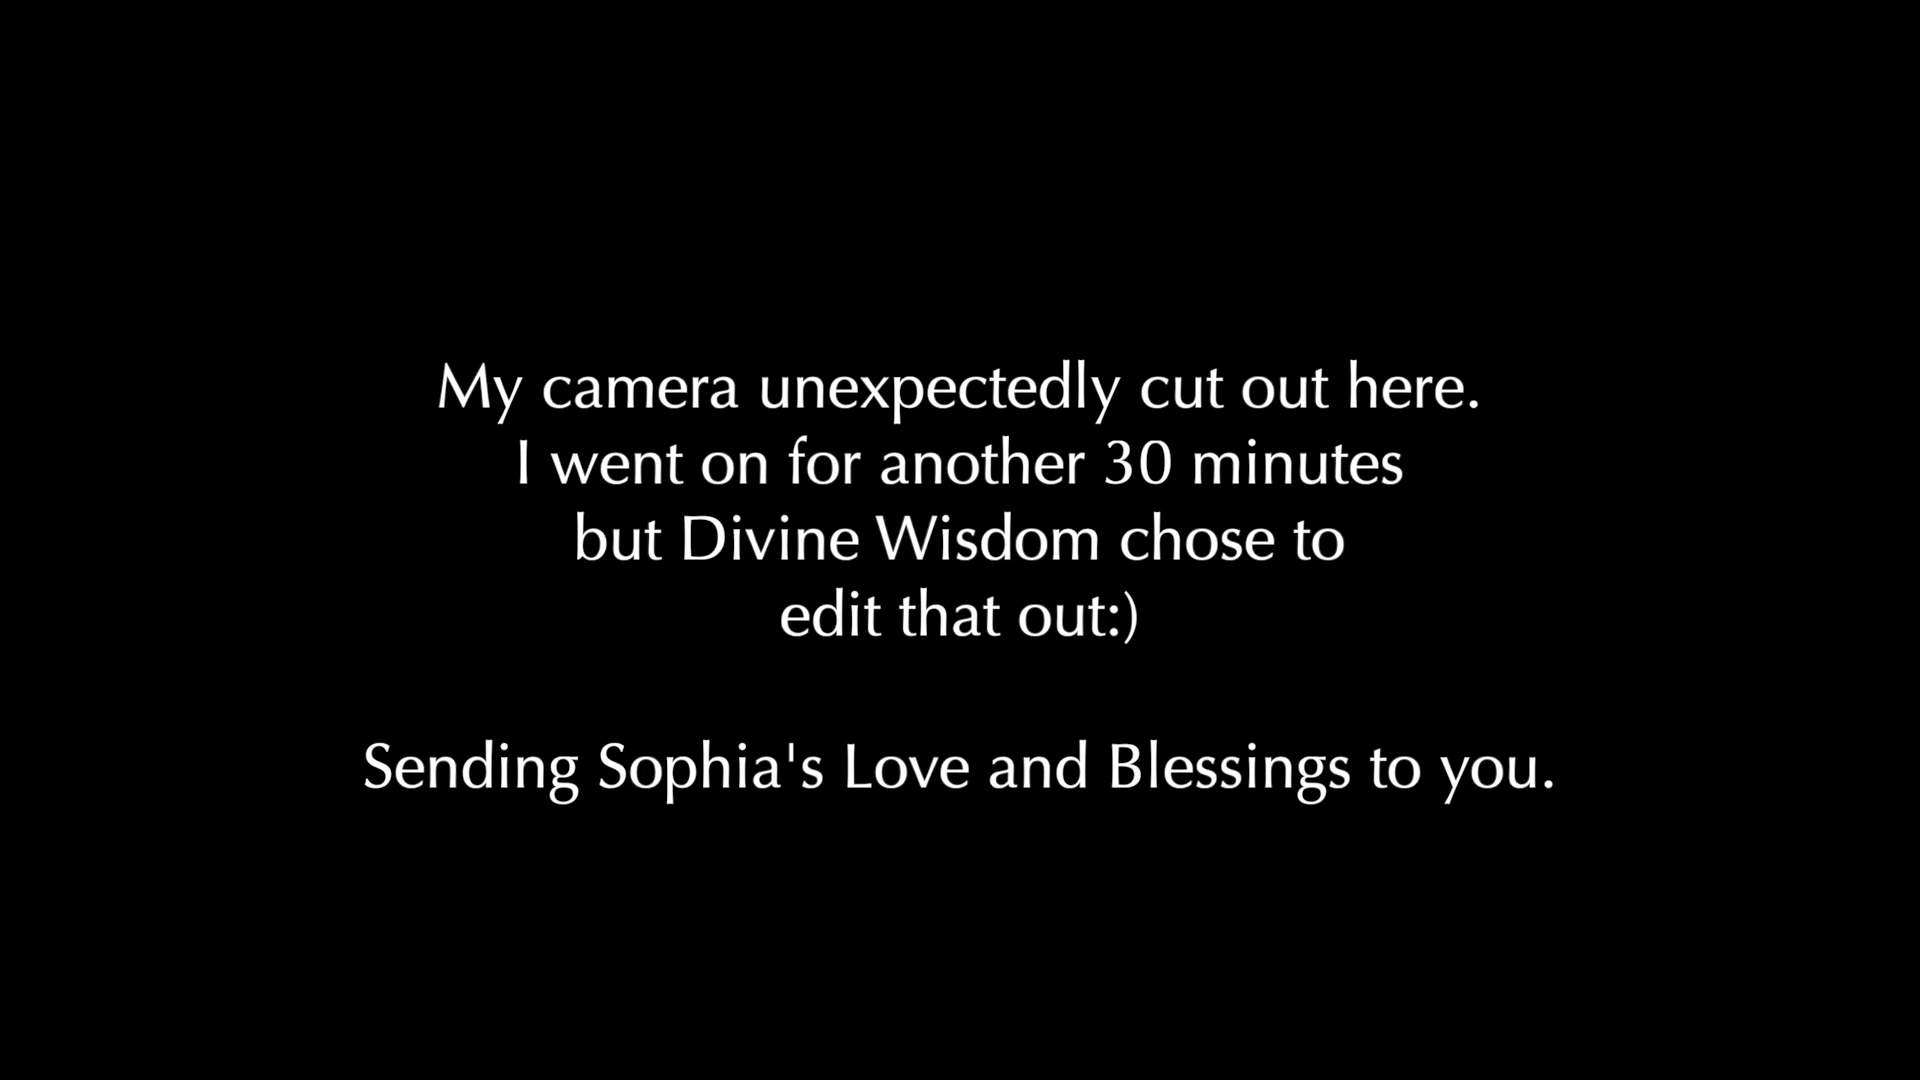 My camera unexpectedly cut out here.
I went on for another 30 minutes
but Divine Wisdom chose to
edit that out:)
Sending Sophia's Love and Blessings to you.